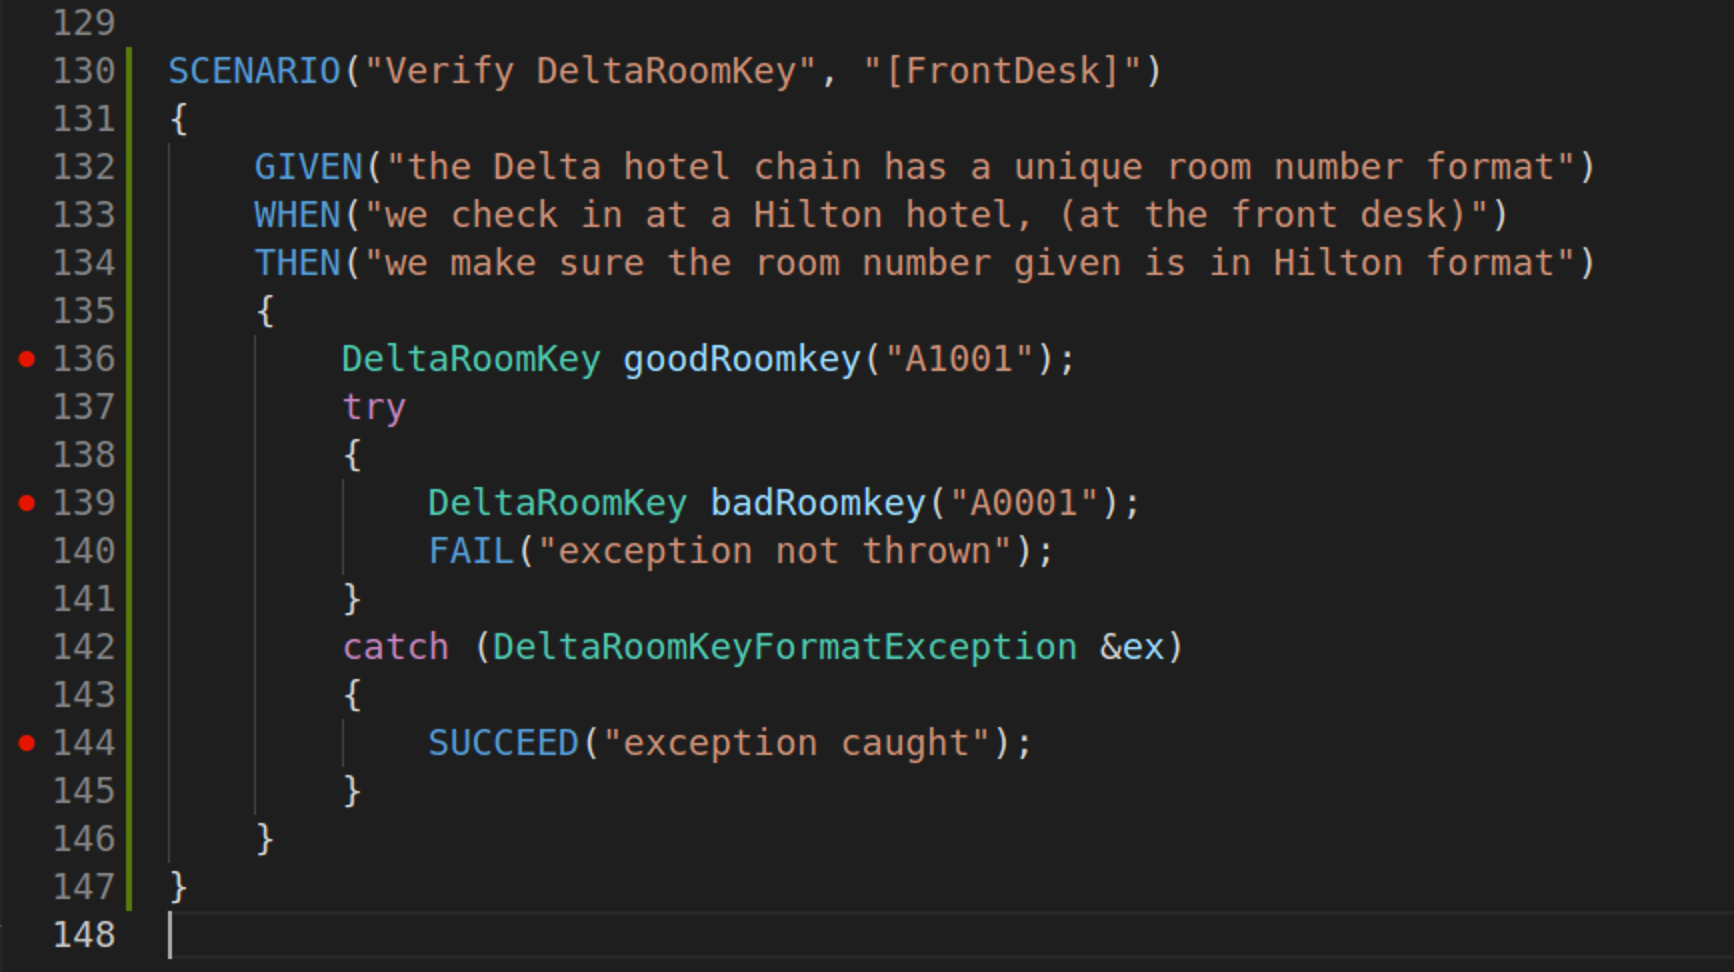 129
130 SCENARIO("Verify DeltaRoomKey", "[FrontDesk]")
131 {
132     GIVEN("the Delta hotel chain has a unique room number format")
133     WHEN("we check in at a Hilton hotel, (at the front desk)")
134     THEN("we make sure the room number given is in Hilton format")
135     {
136         DeltaRoomKey goodRoomkey("A1001");
137         try
138         {
139             DeltaRoomKey badRoomkey("A0001");
140             FAIL("exception not thrown");
141         }
142         catch (DeltaRoomKeyFormatException &ex)
143         {
144             SUCCEED("exception caught");
145         }
146     }
147 }
148